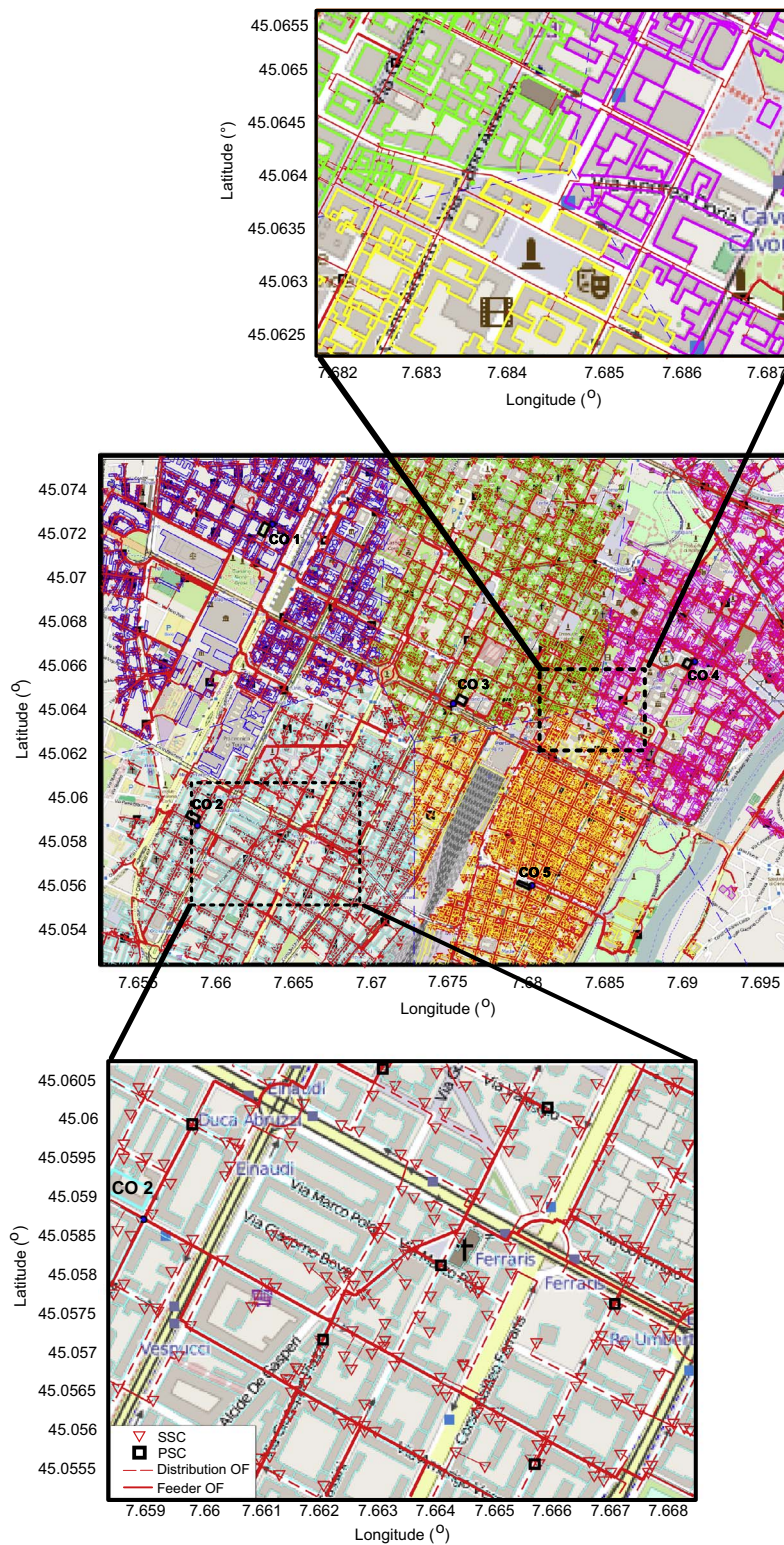 45.0655
45.065
45.0645
45.064
45.0635
45.063
45.0625
Latitude (°)
Via Andrea Doria
Cavo
Cavou
7.682 7.683 7.684 7.685 7.686 7.687
Longitude (o)
45.074
45.072
45.07
45.068
45.066
45.064
45.062
45.06
45.058
45.056
45.054
Latitude (o)
CO 1
CO 4
CO 3
CO 2
CO 5
7.655 7.66 7.665 7.67 7.675 7.68 7.685 7.69 7.695
Longitude (o)
45.0605
45.06
45.0595
45.059
45.0585
45.058
45.0575
45.057
45.0565
45.056
45.0555
Latitude (o)
Einaudi
Duca Abruzzi
Einaudi
CO 2
Via Marco Polo
Via Giacomo Bove
Via Marco Po
Ferraris
Ferraris
Re Umbert
Vespucci
Alcide De Gasperi
Corso Galileo Ferraris
SSC
PSC
Distribution OF
Feeder OF
7.659 7.66 7.661 7.662 7.663 7.664 7.665 7.666 7.667 7.668
Longitude (o)